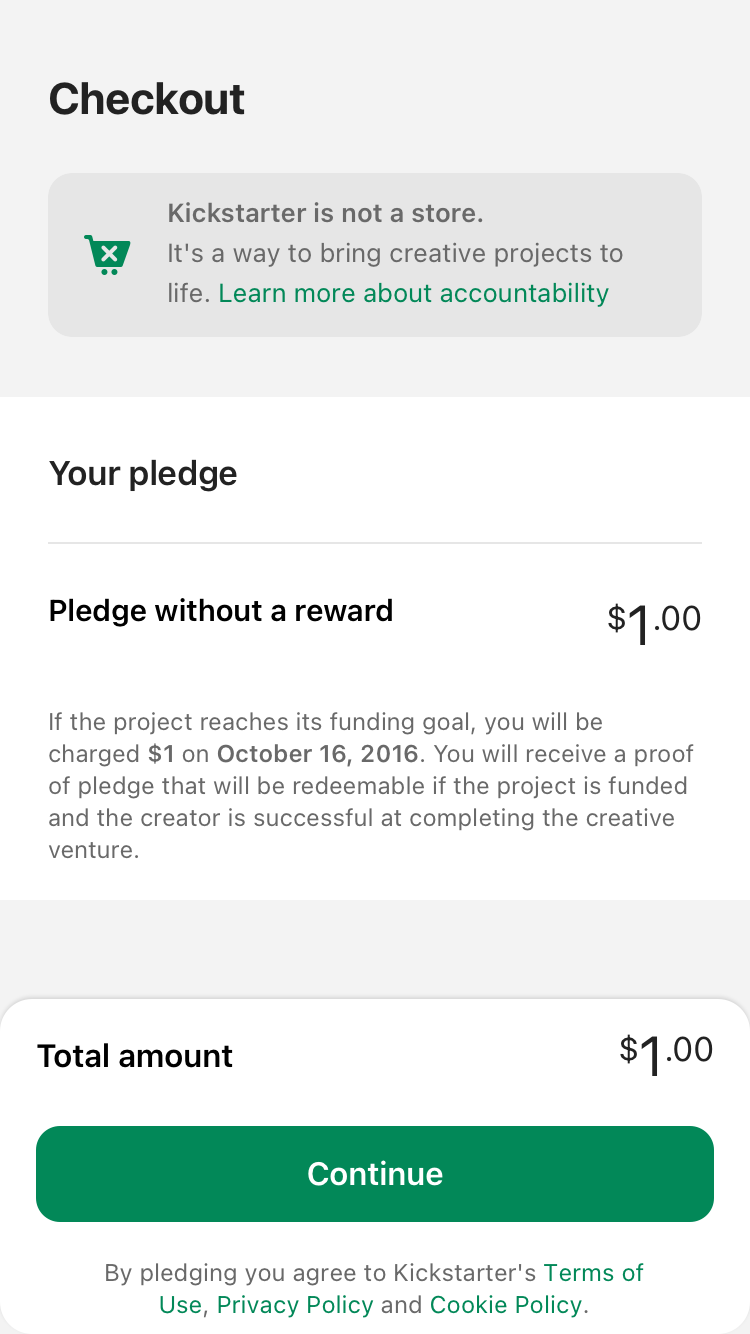 Checkout
Kickstarter is not a store.
It's a way to bring creative projects to
life. Learn more about accountability
Your pledge
Pledge without a reward
$1.00
If the project reaches its funding goal, you will be
charged $1 on October 16, 2016. You will receive a proof
of pledge that will be redeemable if the project is funded
and the creator is successful at completing the creative
venture.
Total amount
$1.00
Continue
By pledging you agree to Kickstarter's Terms of
Use, Privacy Policy and Cookie Policy.